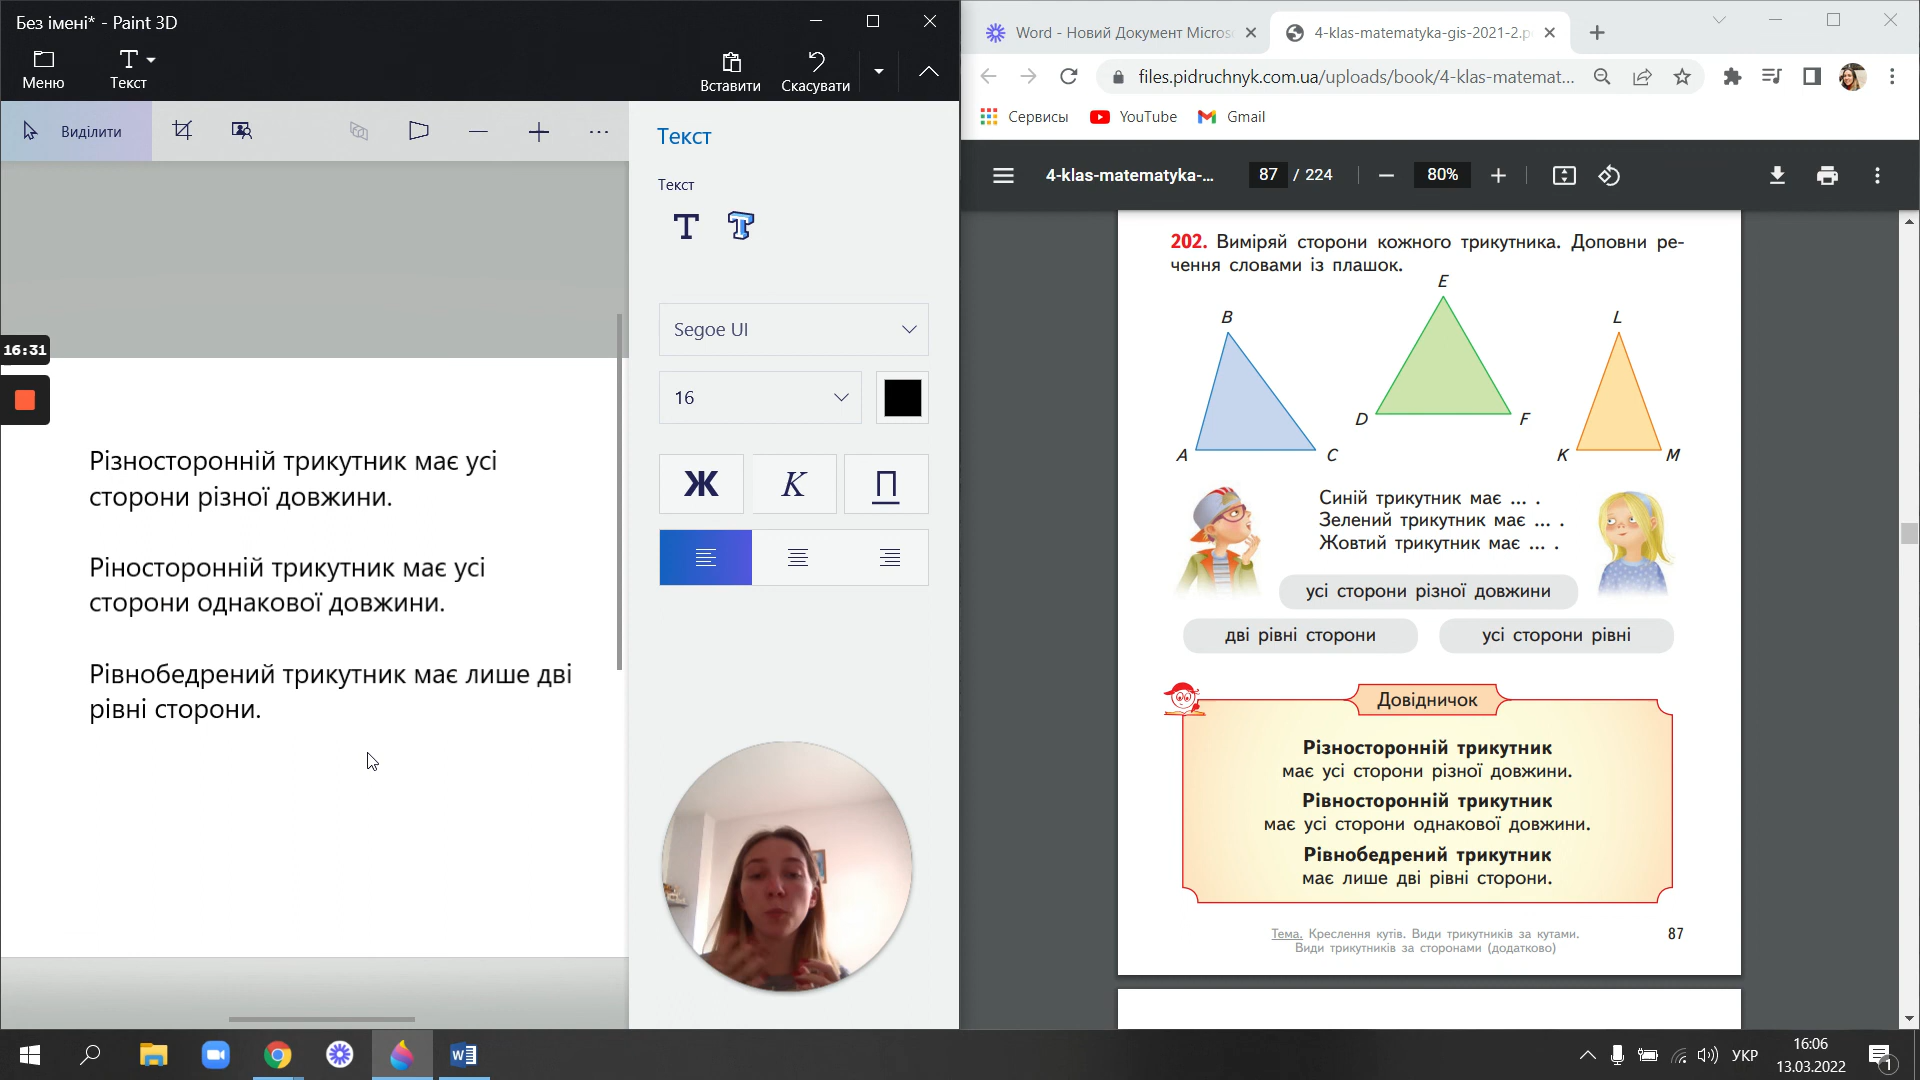 Без імені* - Paint 3D
Меню
Текст
Вставити
Скасувати
Виділити
Текст
Текст
Segoe UI
16
Ж
К
П
16:31
Різносторонній трикутник має усі
сторони різної довжини.
Ріносторонній трикутник має усі
сторони однакової довжини.
Рівнобедрений трикутник має лише дві
рівні сторони.
Word - Новий Документ Micros
4-klas-matematyka-gis-2021-2.p
files.pidruchnyk.com.ua/uploads/book/4-klas-matemat...
Сервисы
YouTube
Gmail
4-klas-matematyka-...
87 / 224
80%
202. Виміряй сторони кожного трикутника. Доповни ре-
чення словами із плашок.
E
B
L
D
F
A
C
K
M
Синій трикутник має ... .
Зелений трикутник має ... .
Жовтий трикутник має ... .
усі сторони різної довжини
дві рівні сторони
усі сторони рівні
Довідничок
Різносторонній трикутник
має усі сторони різної довжини.
Рівносторонній трикутник
має усі сторони однакової довжини.
Рівнобедрений трикутник
має лише дві рівні сторони.
Тема. Креслення кутів. Види трикутників за кутами.
Види трикутників за сторонами (додатково)
87
УКР
16:06
13.03.2022
1